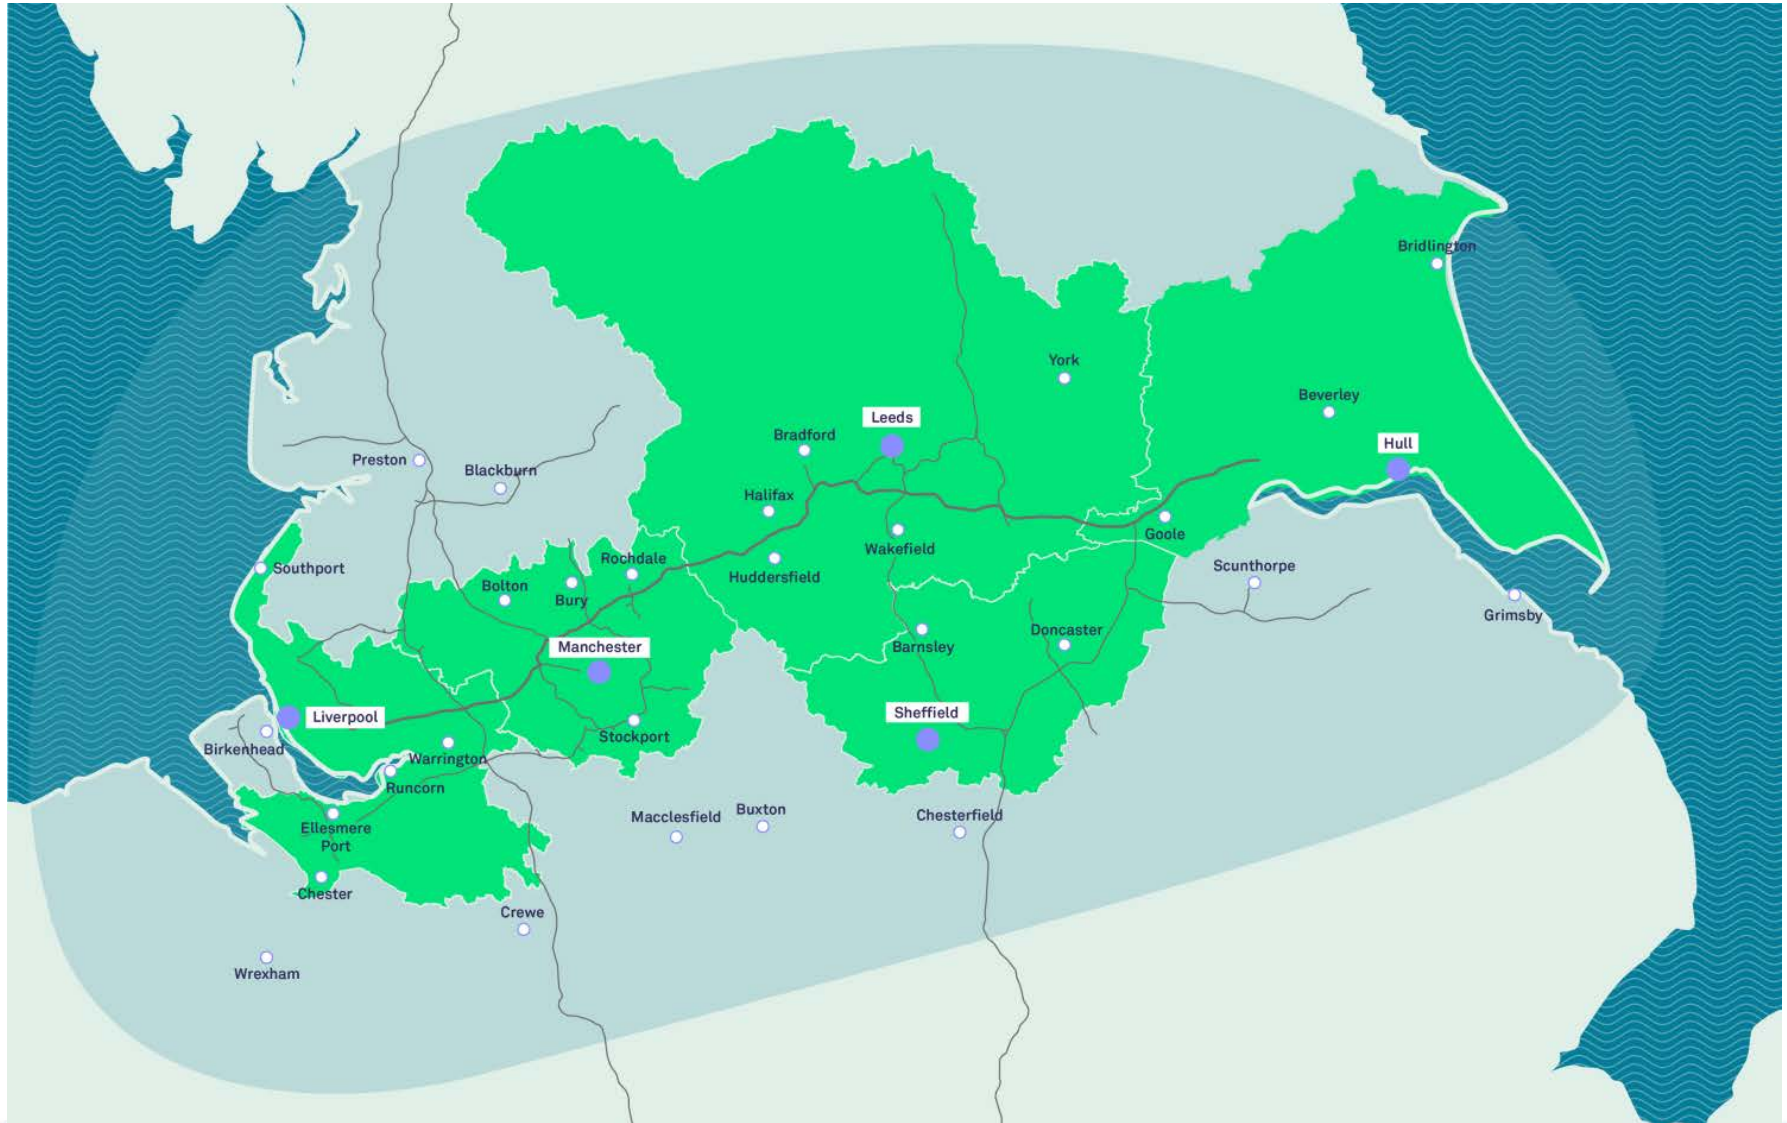 Bridlington
York
Beverley
Leeds
Bradford
Hull
Preston
Blackburn
Halifax
Goole
Wakefield
Rochdale
Southport
Huddersfield
Scunthorpe
Bolton
Bury
Grimsby
Doncaster
Manchester
Barnsley
Liverpool
Sheffield
Birkenhead
Stockport
Warrington
Runcorn
Ellesmere
Port
Macclesfield
Buxton
Chesterfield
Chester
Crewe
Wrexham